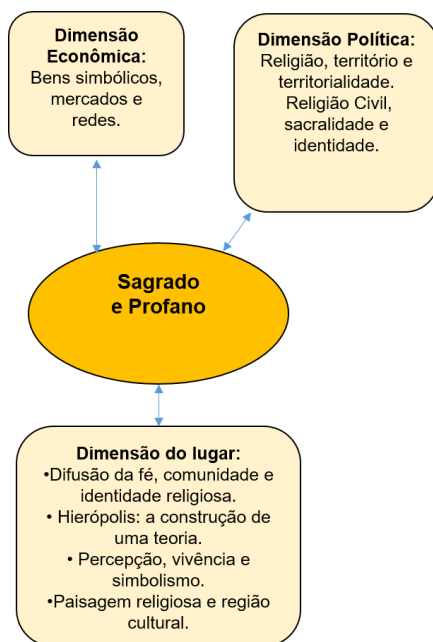 Dimensão
Econômica:
Bens simbólicos,
mercados e
redes.
Dimensão Política:
Religião, território e
territorialidade.
Religião Civil,
sacralidade e
identidade.
Sagrado
e Profano
Dimensão do lugar:
•Difusão da fé, comunidade e
identidade religiosa.
• Hierópolis: a construção de
uma teoria.
• Percepção, vivência e
simbolismo.
•Paisagem religiosa e região
cultural.